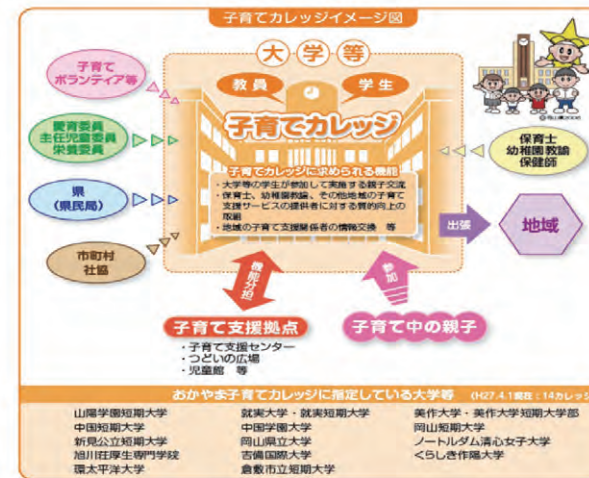 子育てカレッジイメージ図
大・学・等
教員
学生
子育てカレッジ
子育てカレッジに求められる機能
・大学等の学生が参加して実施する親子交流
・保育士、幼稚園教諭、その他地域の子育て
支援サービスの提供者に対する質的向上の
取組
・地域の子育て支援関係者の情報交換 等
子育て
ボランティア等
愛育委員
主任児童委員
栄養委員
県
(県民局)
市町村
社協
保育士
幼稚園教諭
保健師
出張
地域
機能分担
参加
子育て支援拠点
・子育て支援センター
・つどいの広場
・児童館 等
子育て中の親子
おかやま子育てカレッジに指定している大学等 (H27.4.1現在:14カレッジ
山陽学園短期大学
中国短期大学
新見公立短期大学
旭川荘厚生専門学院
環太平洋大学
就実大学・就実短期大学
中国学園大学
岡山県立大学
吉備国際大学
倉敷市立短期大学
美作大学・美作大学短期大学部
岡山短期大学
ノートルダム清心女子大学
くらしき作陽大学